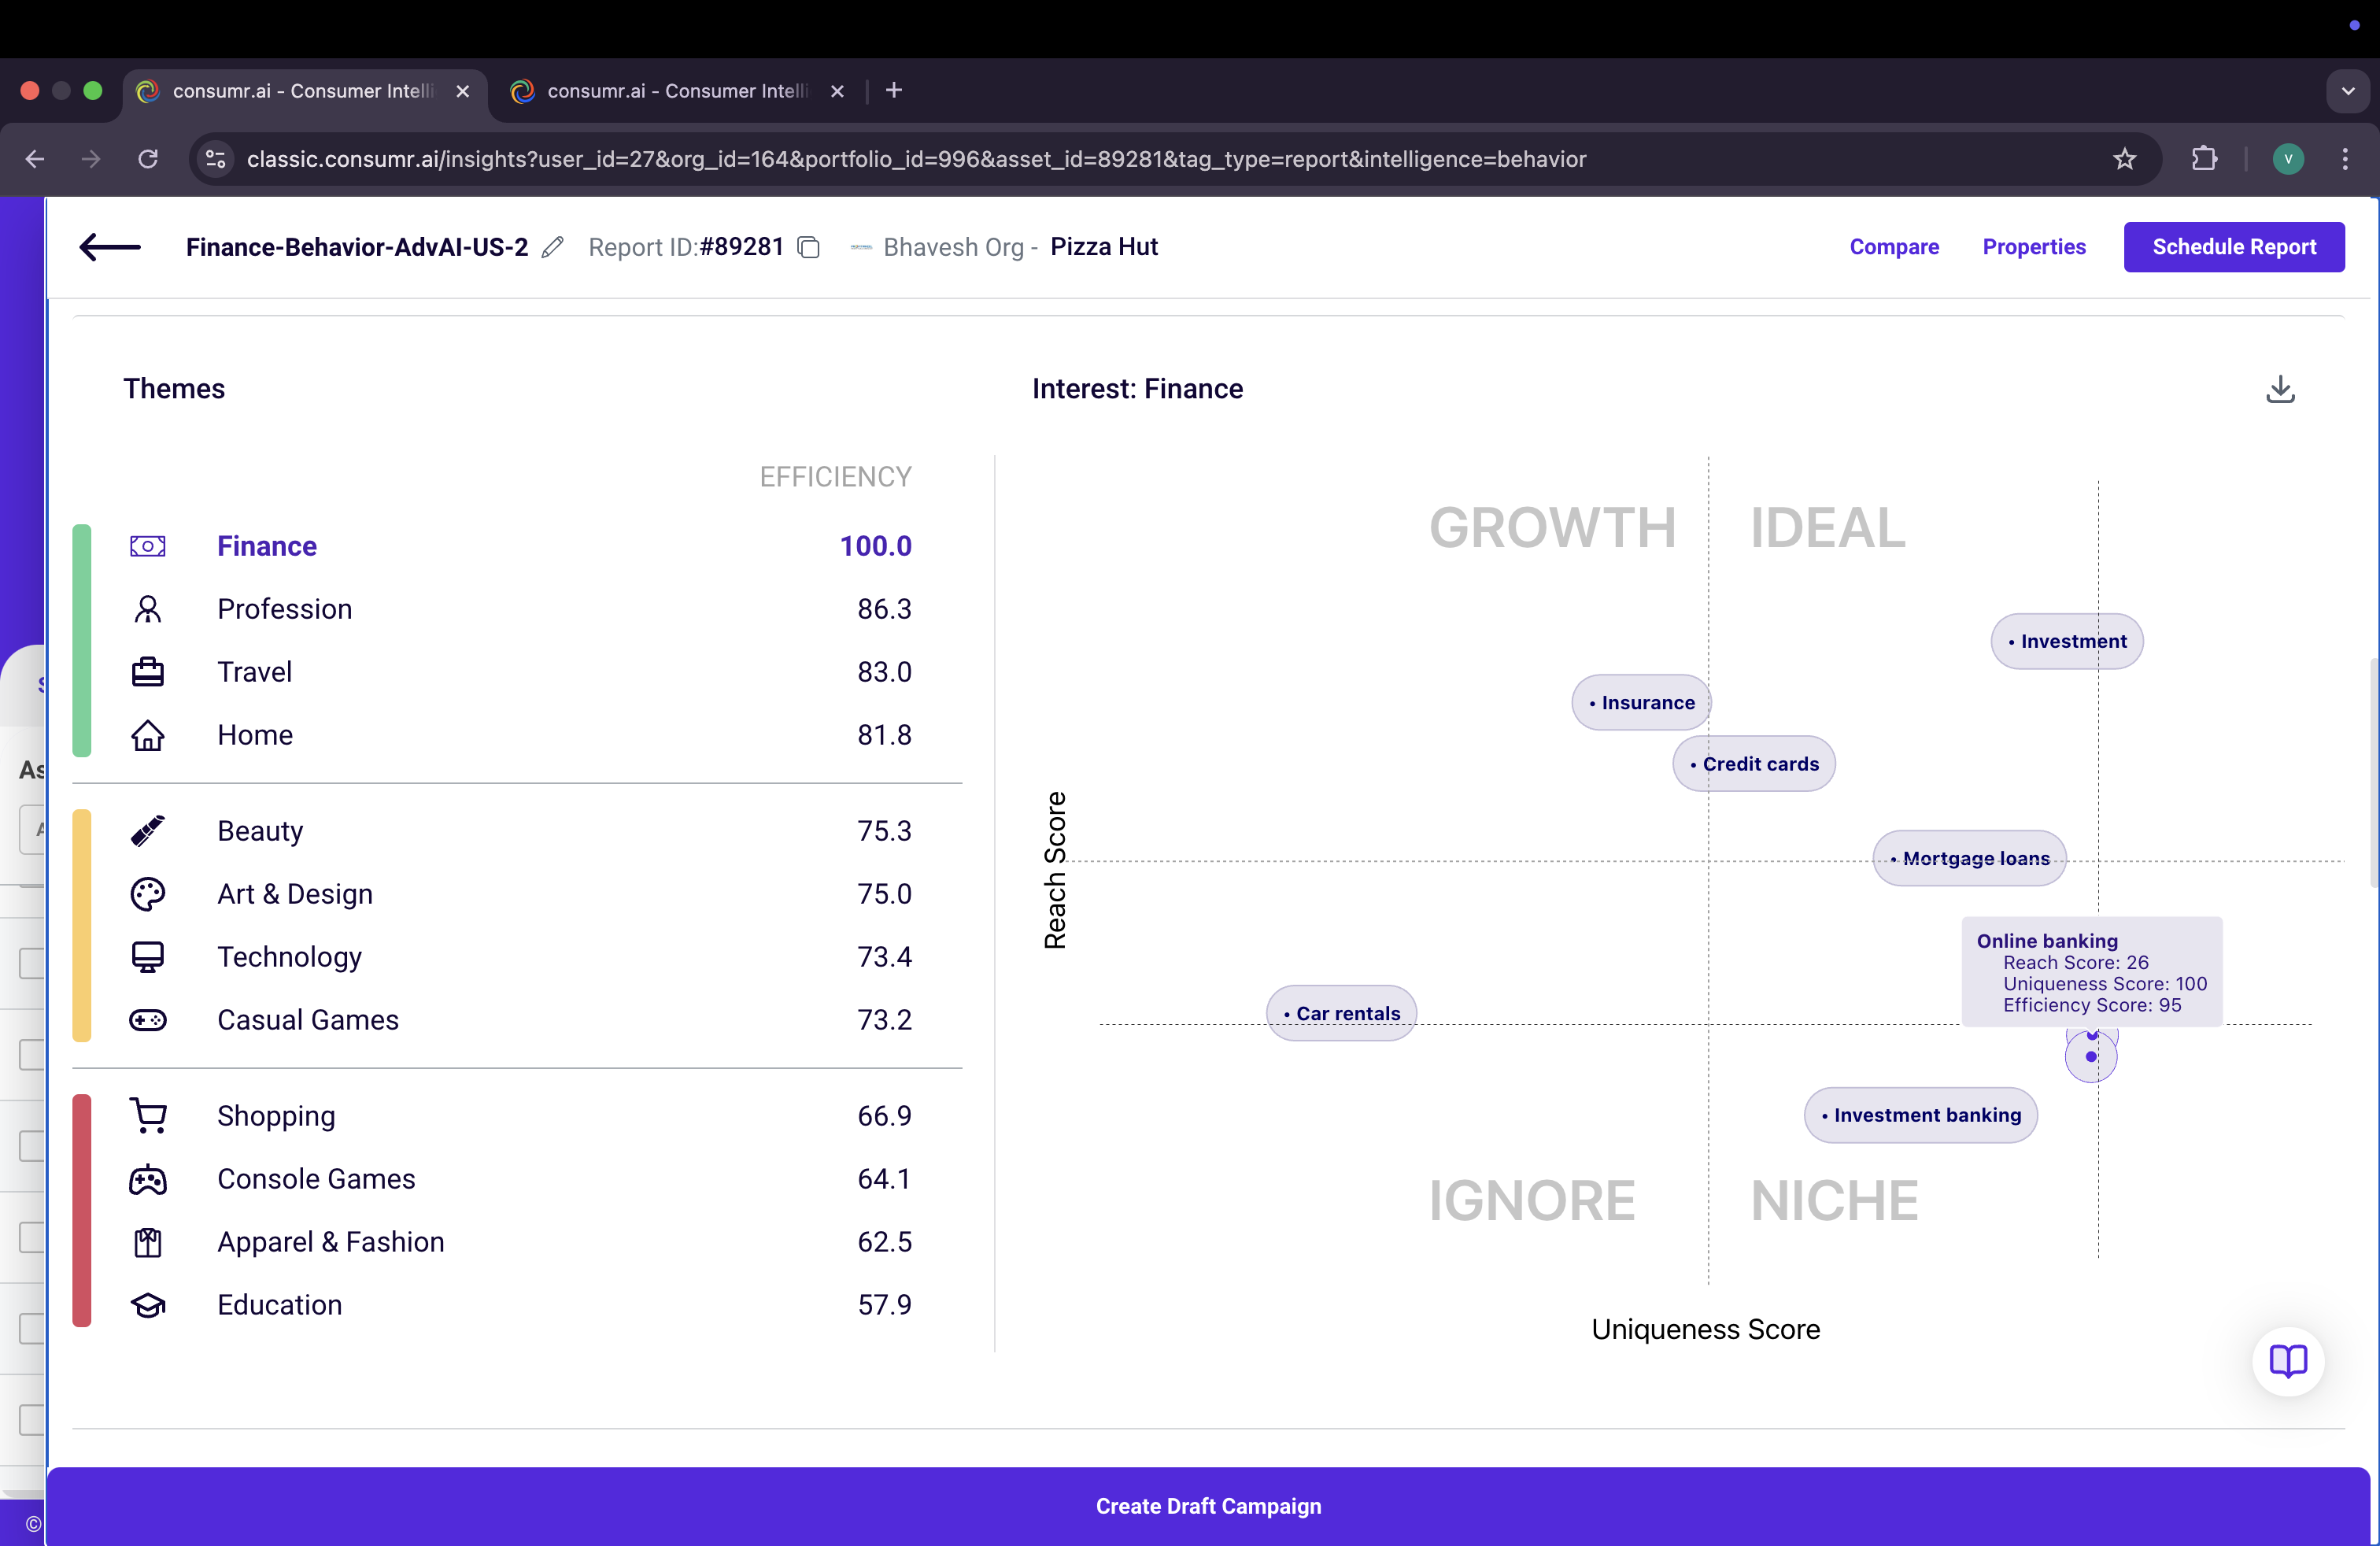 consumr.ai - Consumer Intelli
consumr.ai - Consumer Intelli
classic.consumr.ai/insights?user_id=27&org_id=164&portfolio_id=996&asset_id=89281&tag_type=report&intelligence=behavior
V
Finance-Behavior-AdvAI-US-2
Report ID:#89281
Bhavesh Org - Pizza Hut
Compare
Properties
Schedule Report
Themes
EFFICIENCY
Finance 100.0
Profession 86.3
Travel 83.0
Home 81.8
Beauty 75.3
Art & Design 75.0
Technology 73.4
Casual Games 73.2
Shopping 66.9
Console Games 64.1
Apparel & Fashion 62.5
Education 57.9
Interest: Finance
GROWTH
IDEAL
• Investment
• Insurance
• Credit cards
Reach Score
• Mortgage loans
Online banking
Reach Score: 26
Uniqueness Score: 100
Efficiency Score: 95
• Car rentals
• Investment banking
IGNORE
NICHE
Uniqueness Score
Create Draft Campaign
As
©